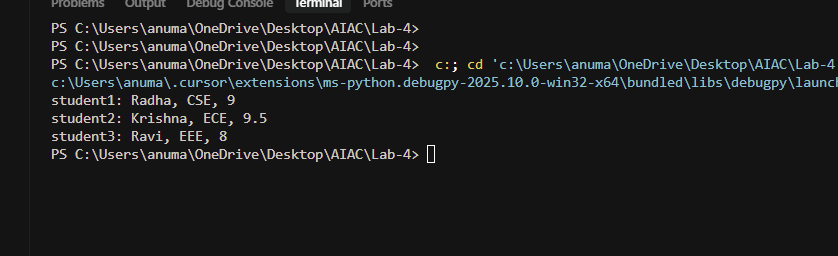 Problems Output Debug Console Terminal Ports
PS C:\Users\anuma\OneDrive\Desktop\AIAC\Lab-4>
PS C:\Users\anuma\OneDrive\Desktop\AIAC\Lab-4>
PS C:\Users\anuma\OneDrive\Desktop\AIAC\Lab-4> c:; cd 'c:\Users\anuma\OneDrive\Desktop\AIAC\Lab-4
c:\Users\anuma\.cursor\extensions\ms-python.debugpy-2025.10.0-win32-x64\bundled\libs\debugpy\launch
student1: Radha, CSE, 9
student2: Krishna, ECE, 9.5
student3: Ravi, EEE, 8
PS C:\Users\anuma\OneDrive\Desktop\AIAC\Lab-4>